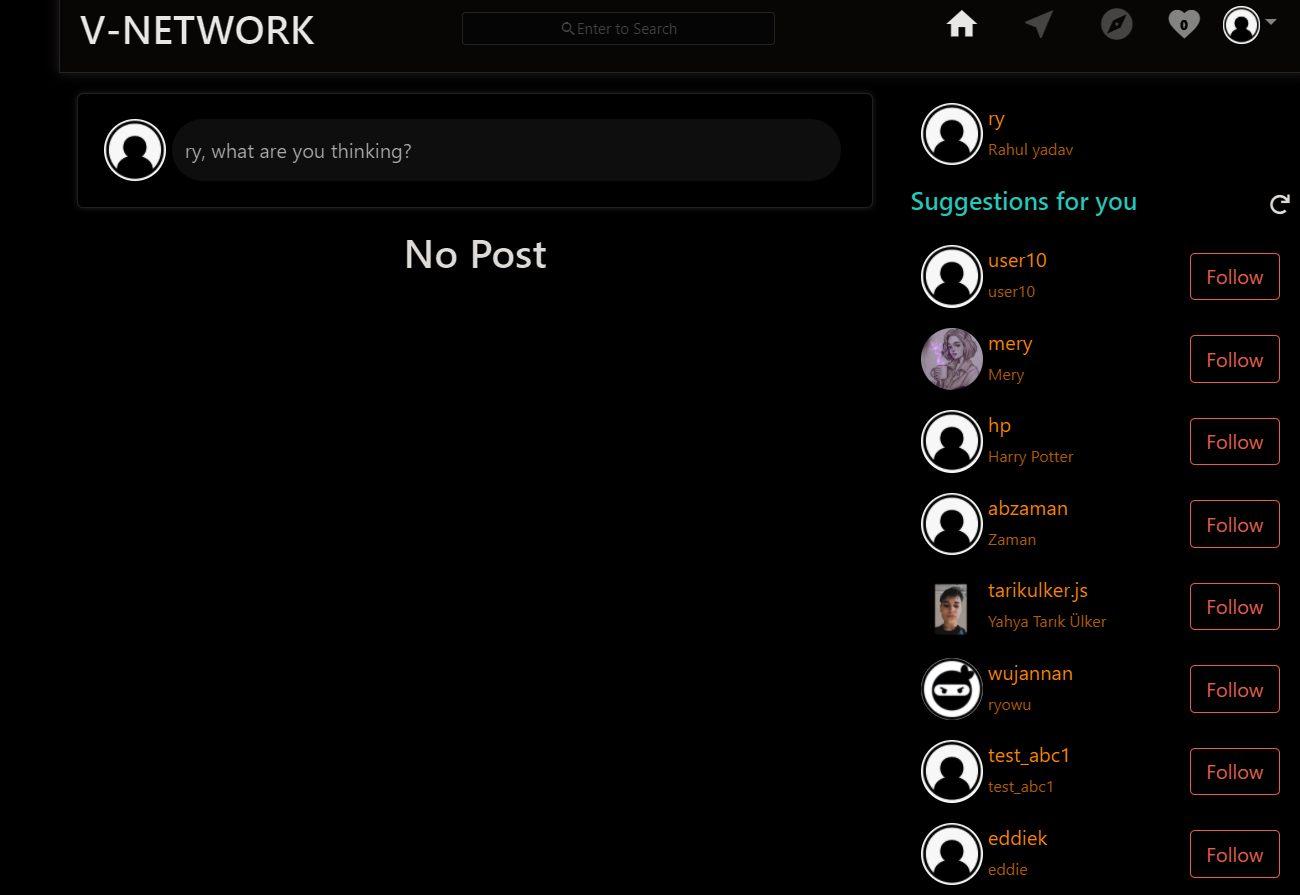 V-NETWORK
Enter to Search
0
ry, what are you thinking?
No Post
ry
Rahul yadav
Suggestions for you
user10
user10
Follow
mery
Mery
Follow
hp
Harry Potter
Follow
abzaman
Zaman
Follow
tarikulker.js
Yahya Tarık Ülker
Follow
wujannan
ryowu
Follow
test_abc1
test_abc1
Follow
eddiek
eddie
Follow